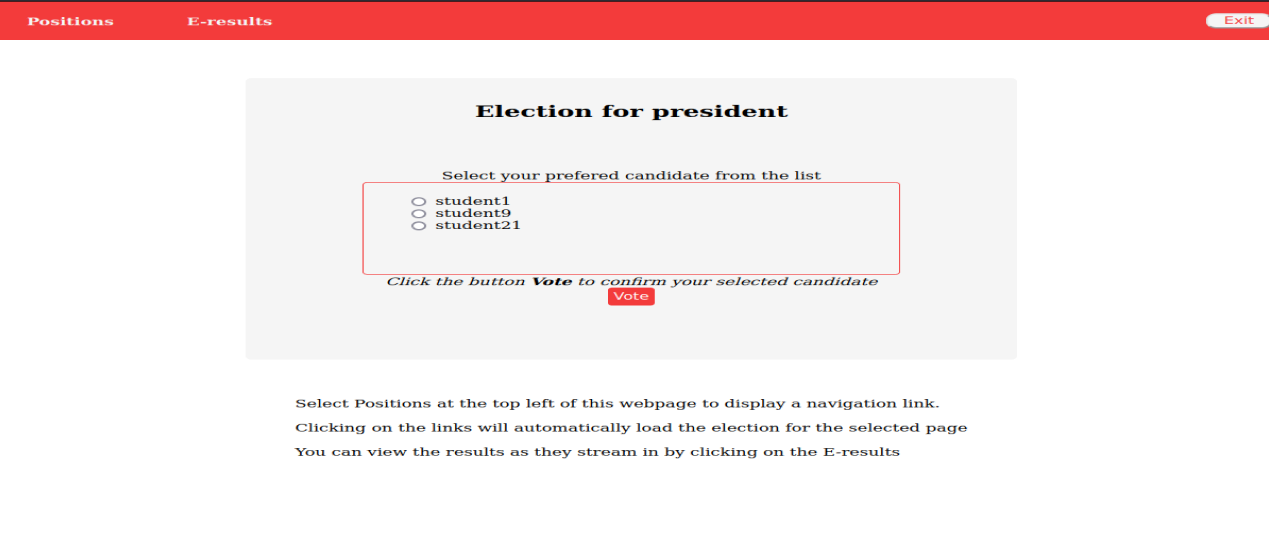 Positions E-results Exit
Election for president
Select your prefered candidate from the list
student1
student9
student21
Click the button Vote to confirm your selected candidate
Vote
Select Positions at the top left of this webpage to display a navigation link.
Clicking on the links will automatically load the election for the selected page
You can view the results as they stream in by clicking on the E-results